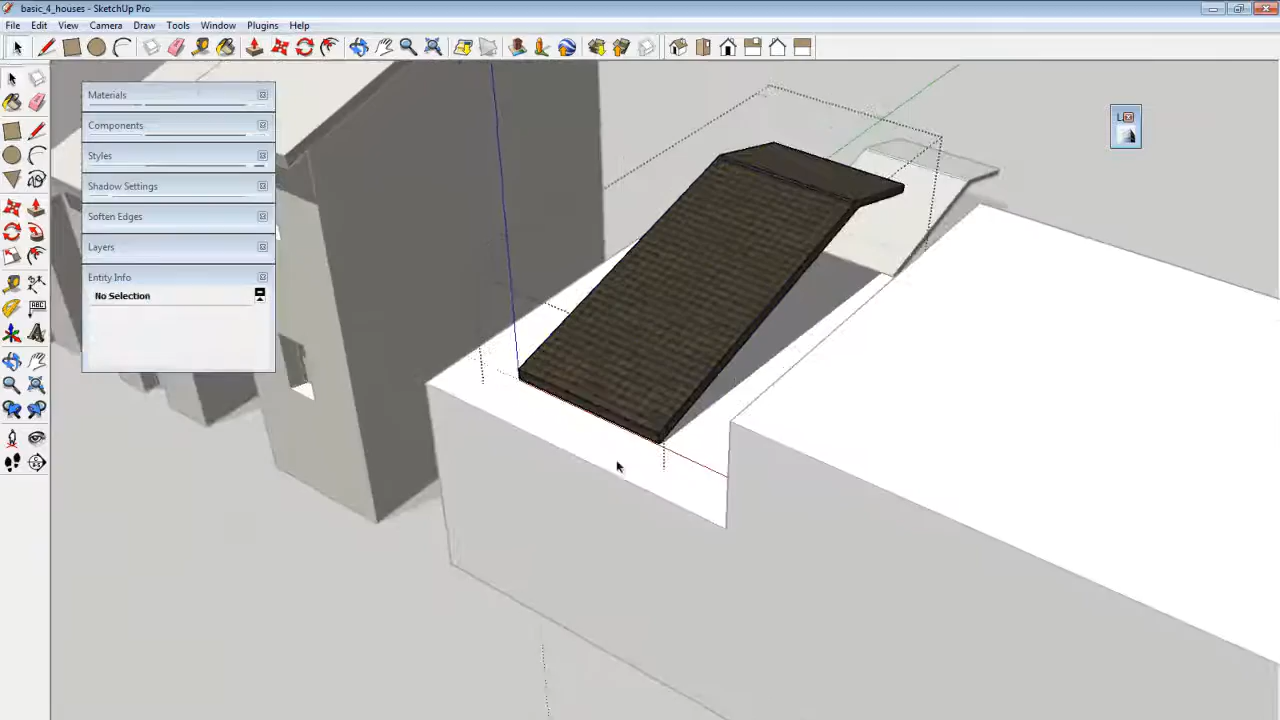 basic_4_houses - SketchUp Pro
File Edit View Camera Draw Tools Window Plugins Help
Materials
Components
Styles
Shadow Settings
Soften Edges
Layers
Entity Info
No Selection